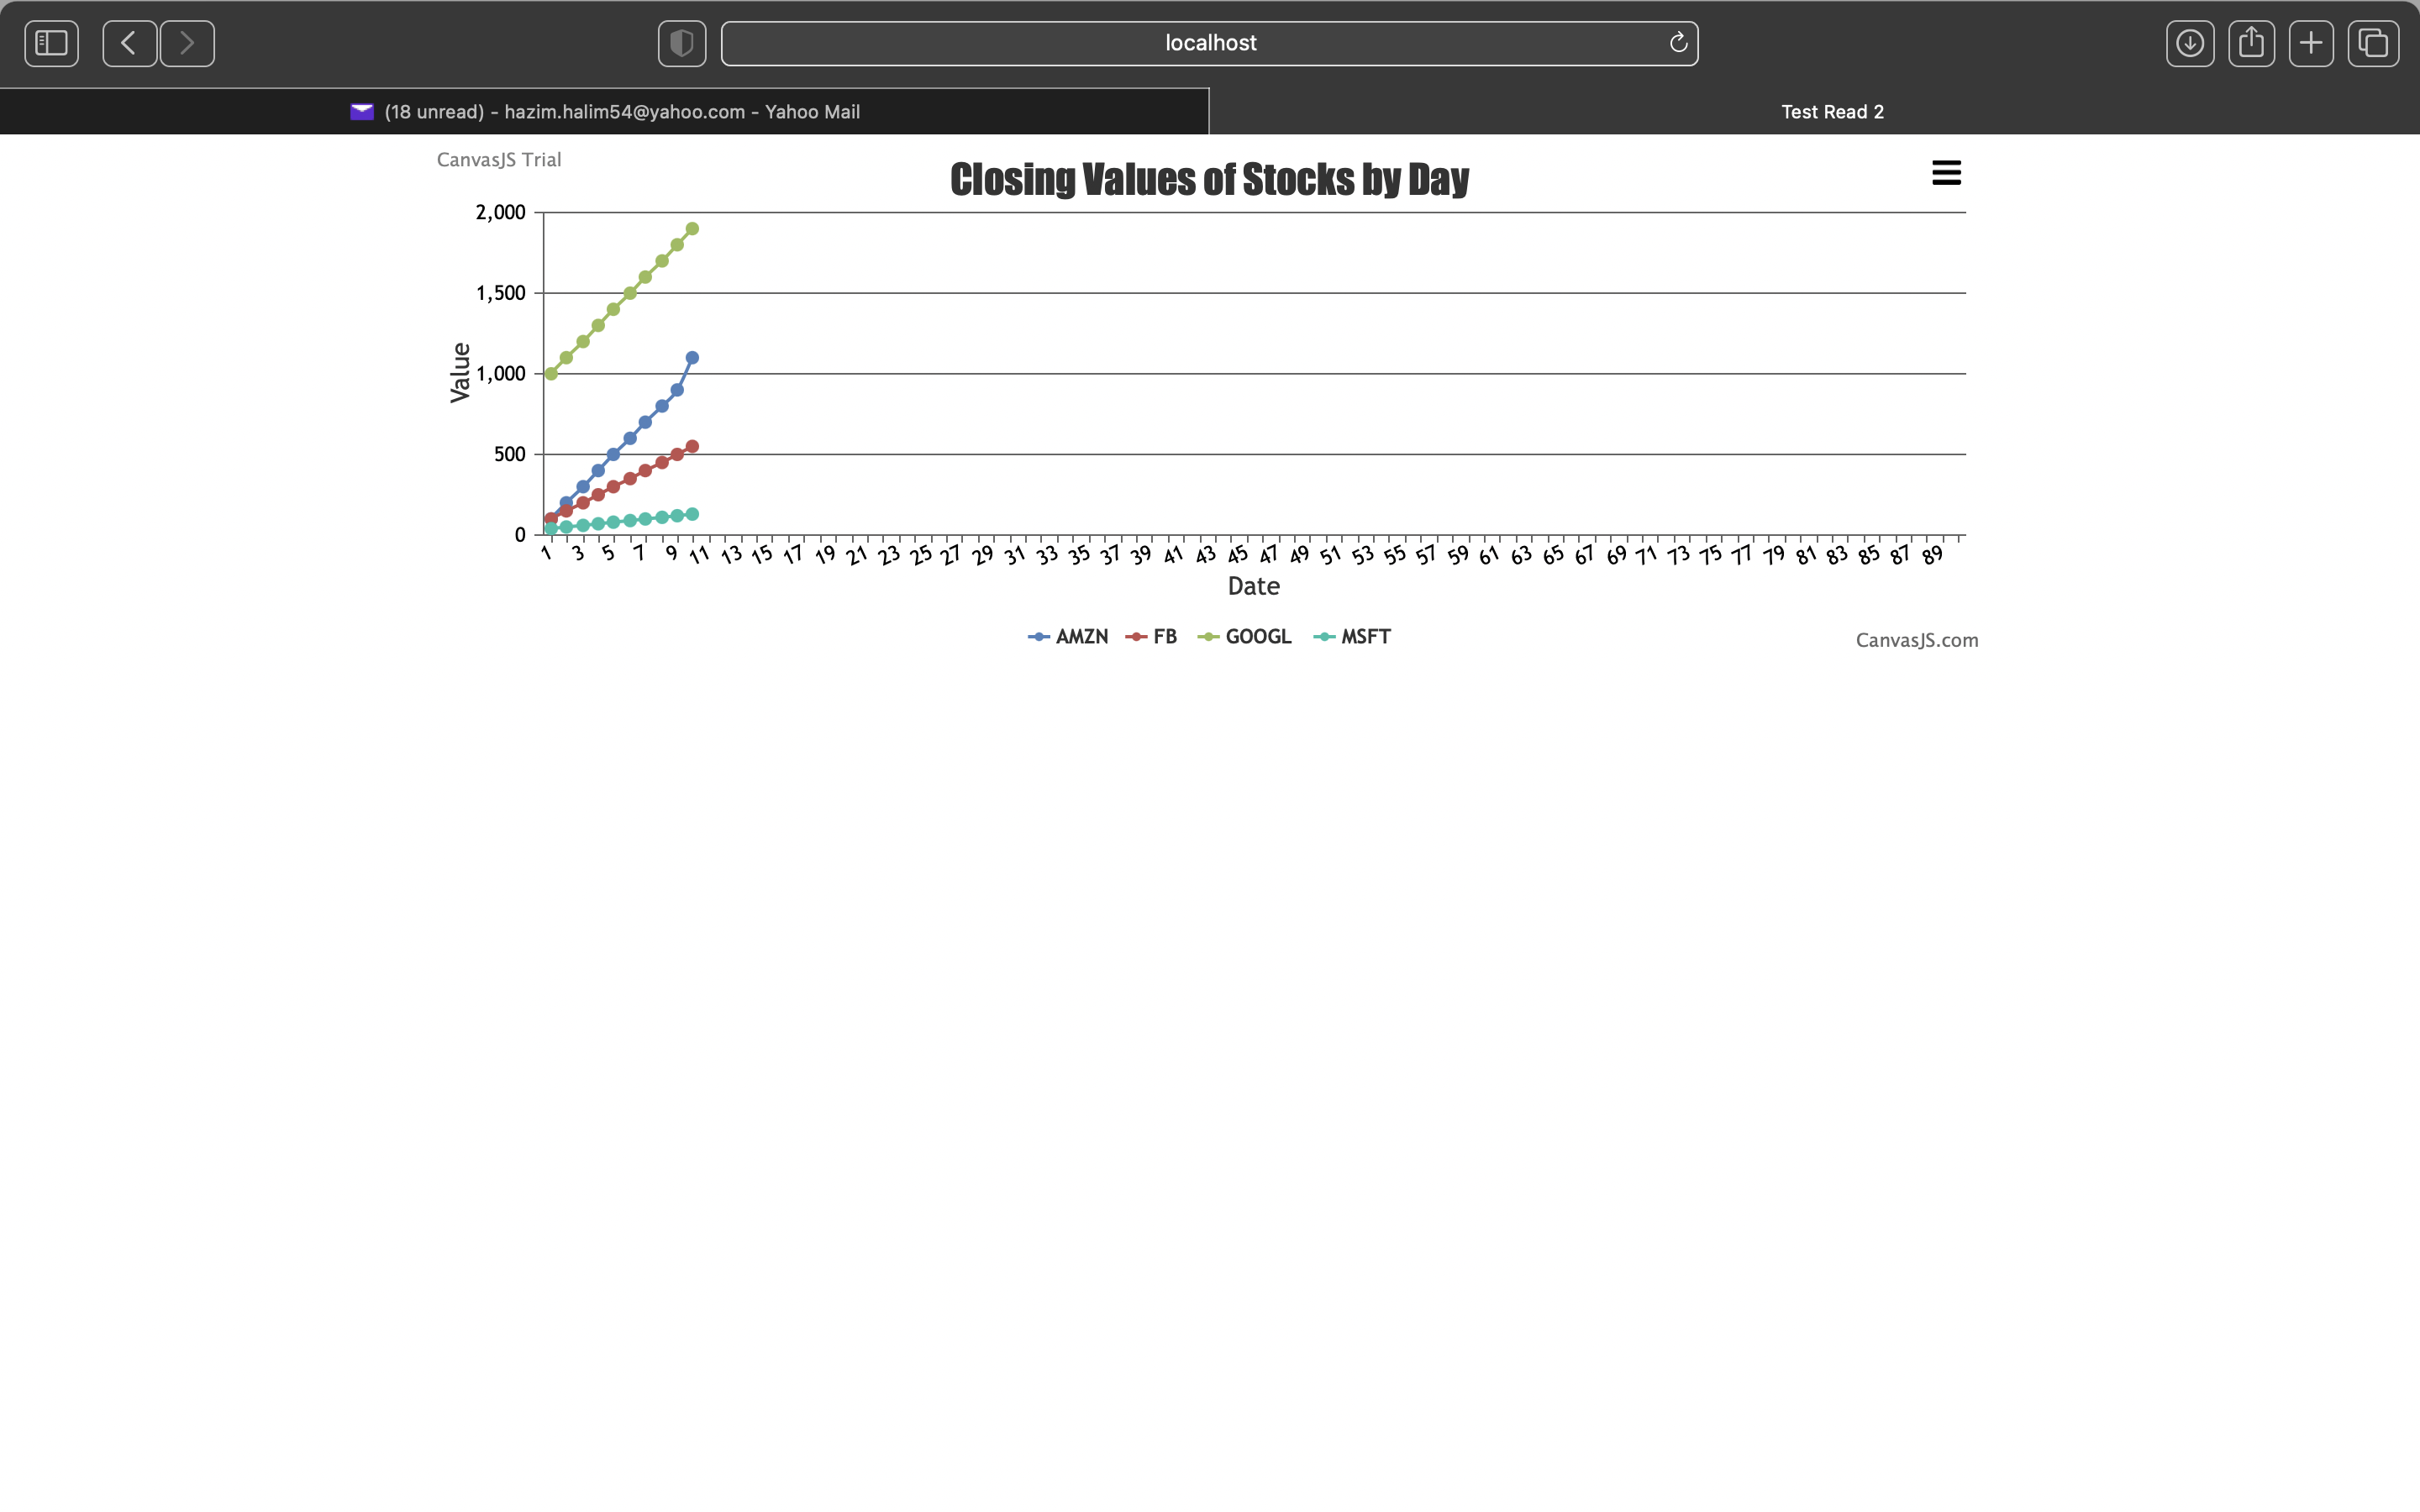 localhost
(18 unread) - hazim.halim54@yahoo.com - Yahoo Mail
Test Read 2
CanvasJS Trial
Closing Values of Stocks by Day
2,000
1,500
1,000
500
0
Value
1 3 5 7 9 11 13 15 17 19 21 23 25 27 29 31 33 35 37 39 41 43 45 47 49 51 53 55 57 59 61 63 65 67 69 71 73 75 77 79 81 83 85 87 89
Date
AMZN FB GOOGL MSFT
CanvasJS.com